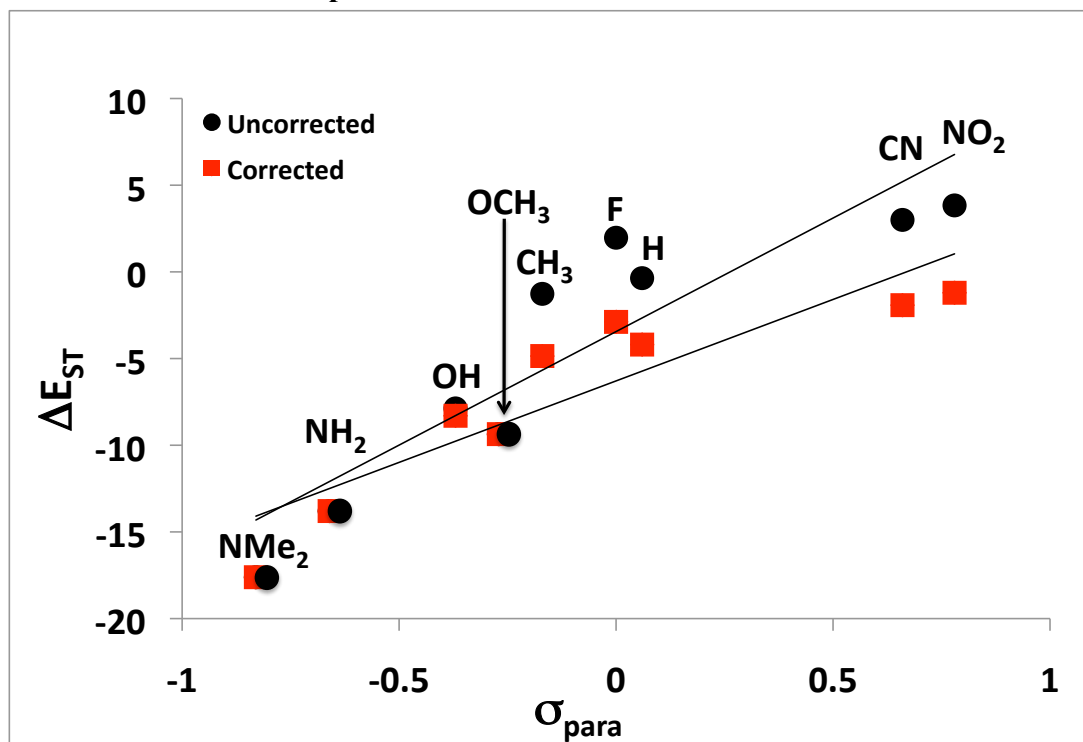 10
5
0
-5
-10
-15
-20
ΔE_ST
Uncorrected
Corrected
CN
NO₂
OCH₃
F
H
CH₃
OH
NH₂
NMe₂
-1
-0.5
0
0.5
1
σ_para